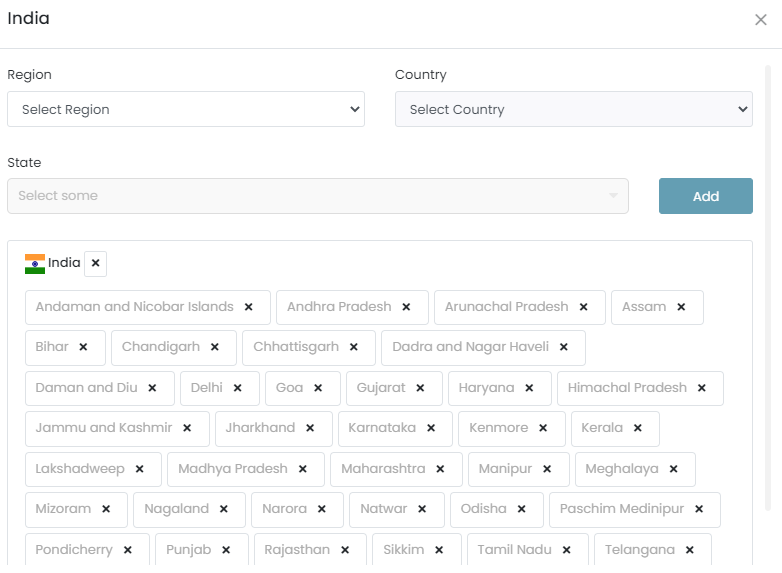 India
Region Country
Select Region Select Country
State
Select some Add
India
Andaman and Nicobar Islands Andhra Pradesh Arunachal Pradesh Assam
Bihar Chandigarh Chhattisgarh Dadra and Nagar Haveli
Daman and Diu Delhi Goa Gujarat Haryana Himachal Pradesh
Jammu and Kashmir Jharkhand Karnataka Kenmore Kerala
Lakshadweep Madhya Pradesh Maharashtra Manipur Meghalaya
Mizoram Nagaland Narora Natwar Odisha Paschim Medinipur
Pondicherry Punjab Rajasthan Sikkim Tamil Nadu Telangana